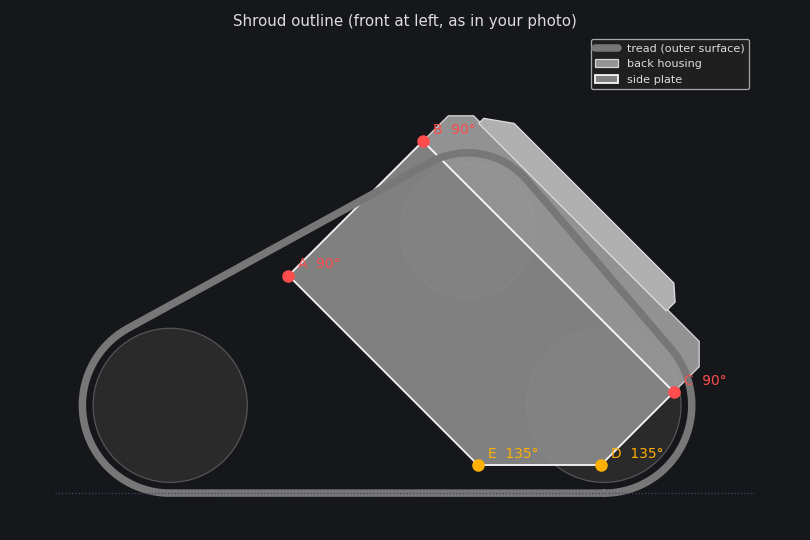 Shroud outline (front at left, as in your photo)
tread (outer surface)
back housing
side plate
B 90°
A 90°
C 90°
E 135°
D 135°